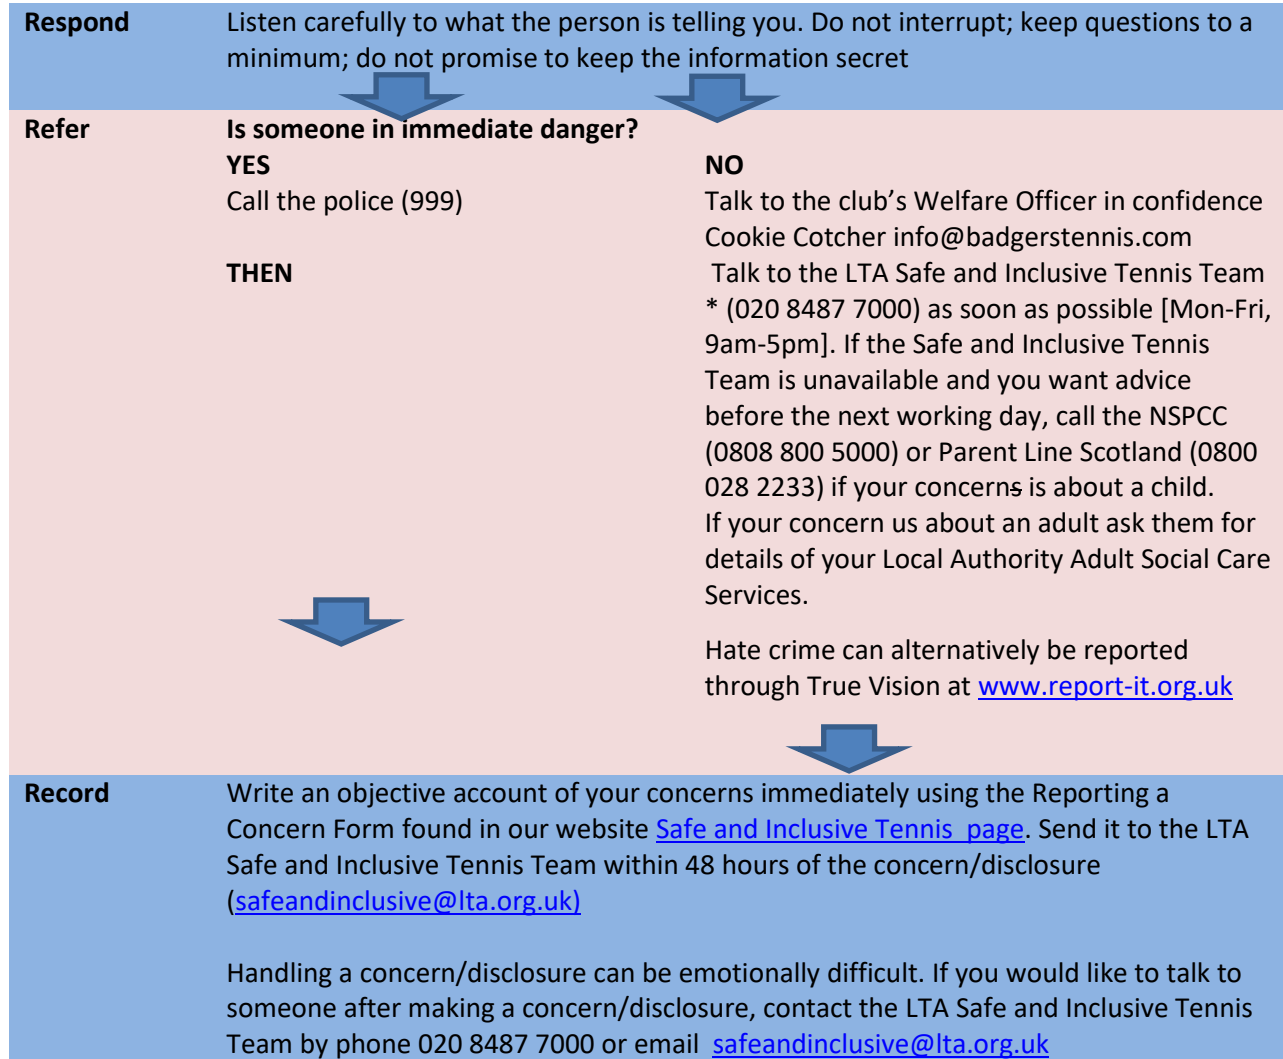 Respond
Listen carefully to what the person is telling you. Do not interrupt; keep questions to a
minimum; do not promise to keep the information secret
Refer
Is someone in immediate danger?
YES
Call the police (999)
THEN
NO
Talk to the club’s Welfare Officer in confidence
Cookie Cotcher info@badgerstennis.com
Talk to the LTA Safe and Inclusive Tennis Team
* (020 8487 7000) as soon as possible [Mon-Fri,
9am-5pm]. If the Safe and Inclusive Tennis
Team is unavailable and you want advice
before the next working day, call the NSPCC
(0808 800 5000) or Parent Line Scotland (0800
028 2233) if your concerns is about a child.
If your concern us about an adult ask them for
details of your Local Authority Adult Social Care
Services.
Hate crime can alternatively be reported
through True Vision at www.report-it.org.uk
Record
Write an objective account of your concerns immediately using the Reporting a
Concern Form found in our website Safe and Inclusive Tennis  page. Send it to the LTA
Safe and Inclusive Tennis Team within 48 hours of the concern/disclosure
(safeandinclusive@lta.org.uk)
Handling a concern/disclosure can be emotionally difficult. If you would like to talk to
someone after making a concern/disclosure, contact the LTA Safe and Inclusive Tennis
Team by phone 020 8487 7000 or email  safeandinclusive@lta.org.uk